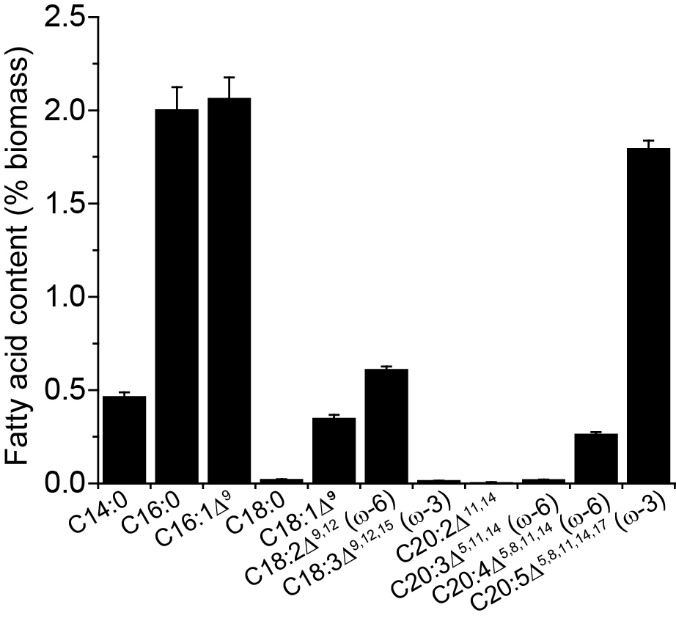 Fatty acid content (% biomass)
2.5
2.0
1.5
1.0
0.5
0.0
C14:0
C16:0
C16:1Δ⁹
C18:0
C18:1Δ⁹
C18:2Δ⁹,¹² (ω-6)
C18:3Δ⁹,¹²,¹⁵ (ω-3)
C20:2Δ¹¹,¹⁴
C20:3Δ⁵,¹¹,¹⁴ (ω-6)
C20:4Δ⁵,⁸,¹¹,¹⁴ (ω-6)
C20:5Δ⁵,⁸,¹¹,¹⁴,¹⁷ (ω-3)